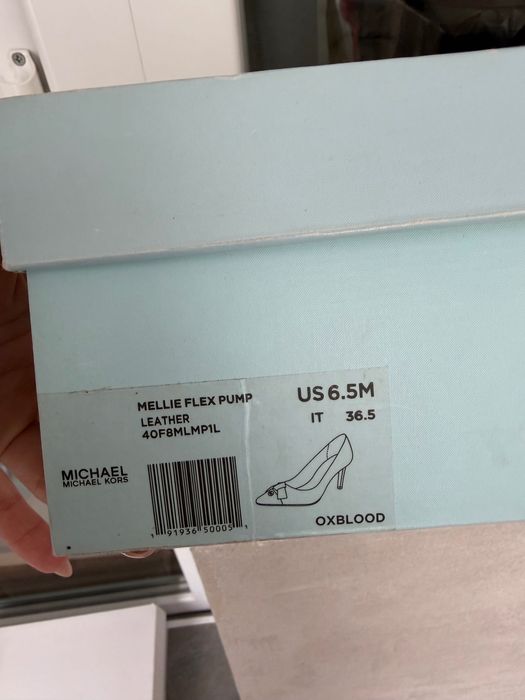 MELLIE FLEX PUMP
LEATHER
40F8MLMP1L
US 6.5M
IT 36.5
MICHAEL
MICHAEL KORS
1 91936 50005 1
OXBLOOD